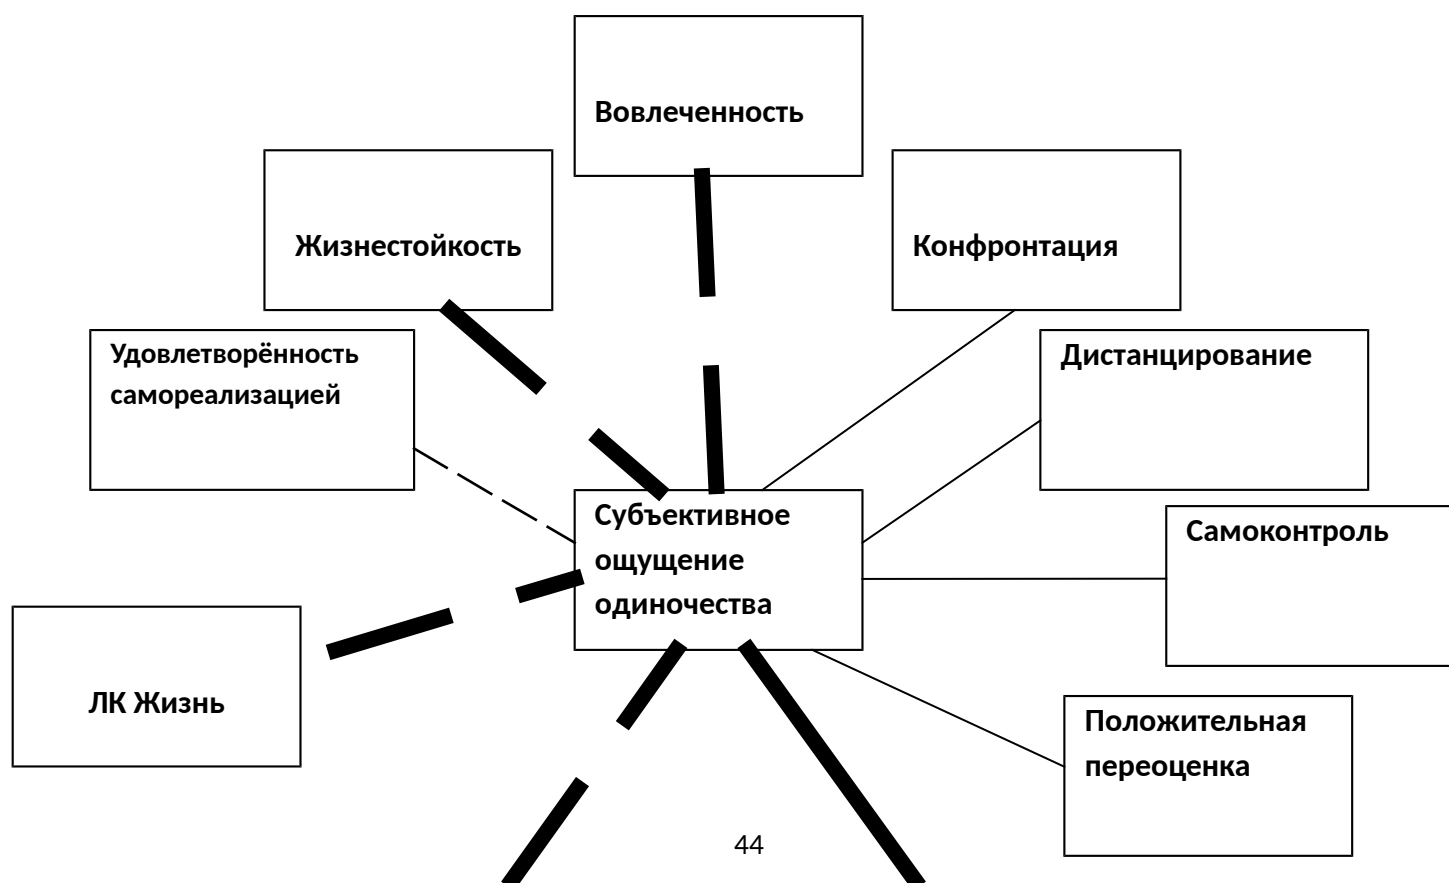 Вовлеченность
Жизнестойкость
Конфронтация
Удовлетворённость
самореализацией
Дистанцирование
Субъективное
ощущение
одиночества
Самоконтроль
ЛК Жизнь
Положительная
переоценка
44